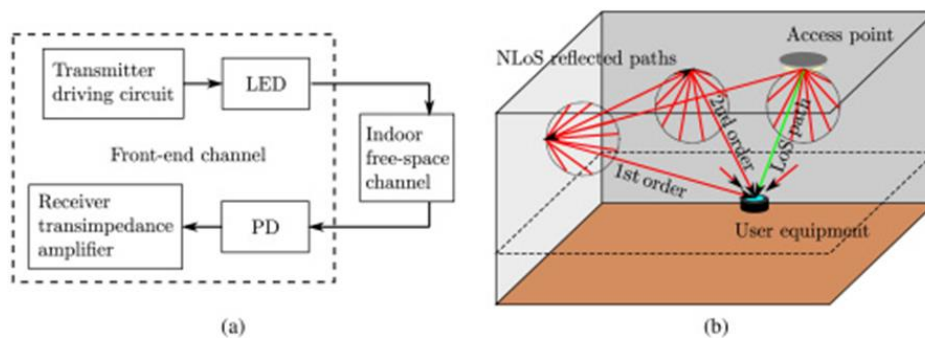 Transmitter
driving circuit
LED
Front-end channel
Indoor
free-space
channel
Receiver
transimpedance
amplifier
PD
(a)
Access point
NLoS reflected paths
2nd order
LoS path
1st order
User equipment
(b)